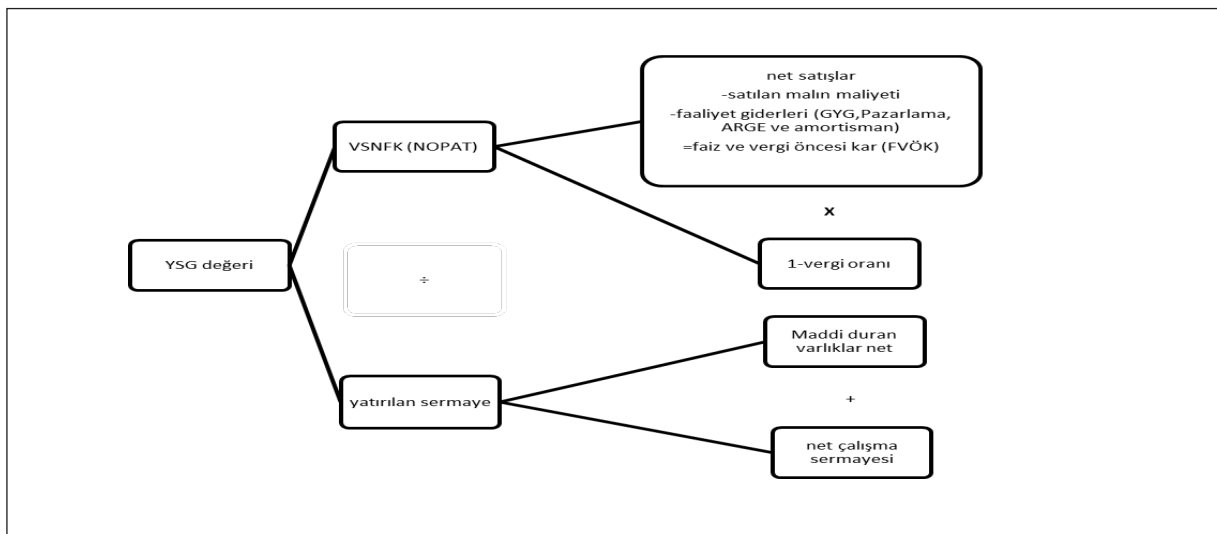 net satışlar
-satılan malın maliyeti
-faaliyet giderleri (GYG,Pazarlama,
ARGE ve amortisman)
=faiz ve vergi öncesi kar (FVÖK)
VSNFK (NOPAT)
x
YSG değeri
÷
1-vergi oranı
Maddi duran
varlıklar net
yatırılan sermaye
+
net çalışma
sermayesi